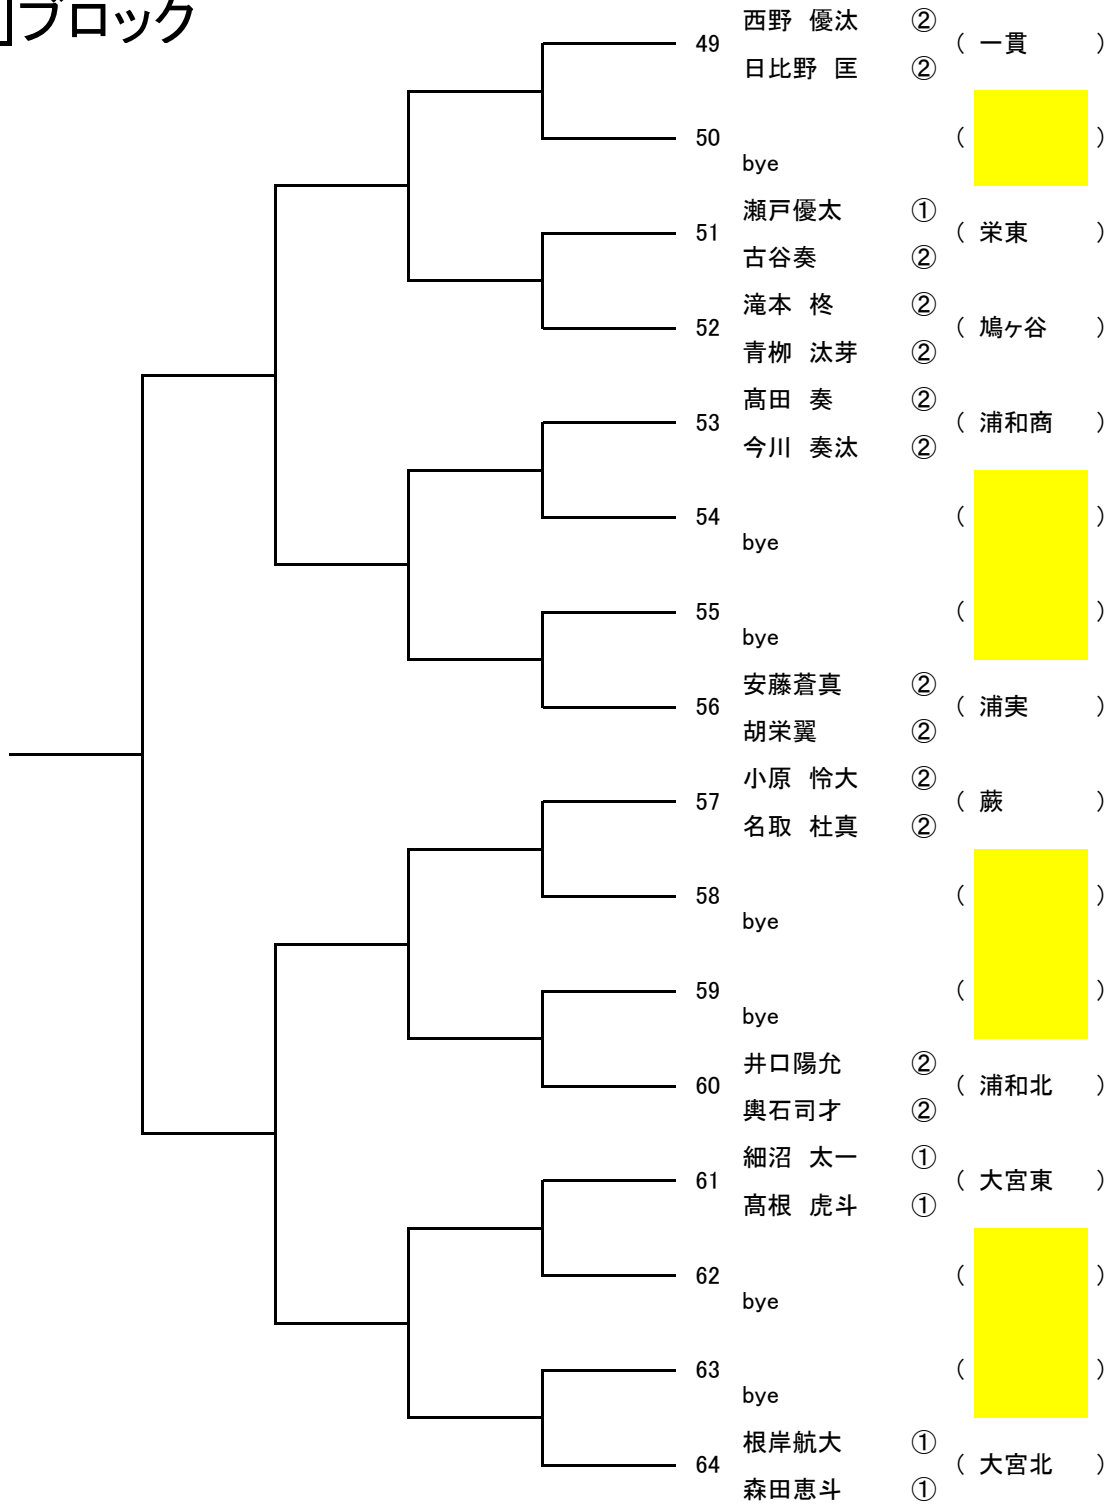 ブロック
西野 優汰 ②
49 ( 一貫 )
日比野 匡 ②
50 ( )
bye
瀬戸優太 ①
51 ( 栄東 )
古谷奏 ②
滝本 柊 ②
52 ( 鳩ヶ谷 )
青栁 汰芽 ②
髙田 奏 ②
53 ( 浦和商 )
今川 奏汰 ②
54 ( )
bye
55 ( )
bye
安藤蒼真 ②
56 ( 浦実 )
胡栄翼 ②
小原 怜大 ②
57 ( 蕨 )
名取 杜真 ②
58 ( )
bye
59 ( )
bye
井口陽允 ②
60 ( 浦和北 )
輿石司才 ②
細沼 太一 ①
61 ( 大宮東 )
髙根 虎斗 ①
62 ( )
bye
63 ( )
bye
根岸航大 ①
64 ( 大宮北 )
森田恵斗 ①